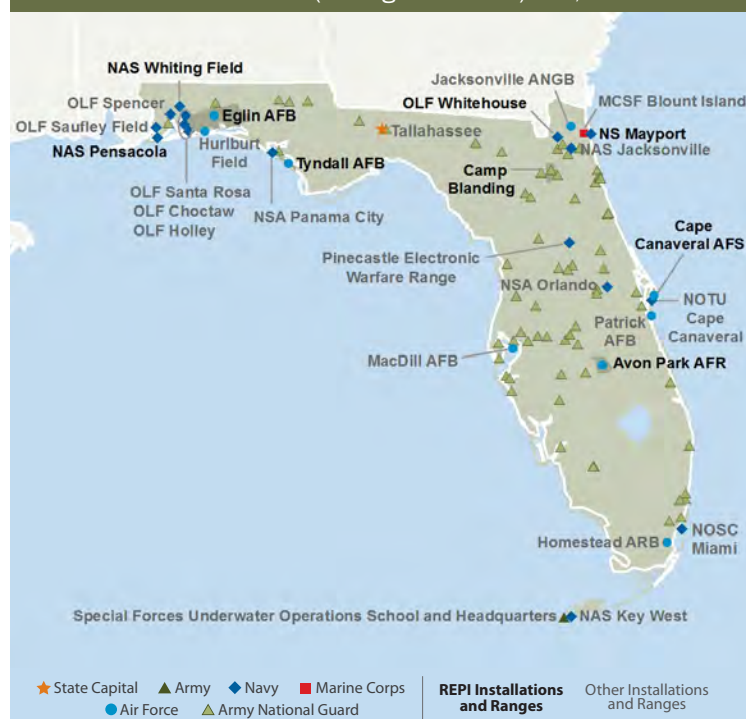 NAS Whiting Field
Jacksonville ANGB
OLF Spencer
OLF Whitehouse
MCSF Blount Island
Eglin AFB
OLF Saufley Field
Tallahassee
NS Mayport
Hurlburt
Field
NAS Jacksonville
NAS Pensacola
Tyndall AFB
Camp
Blanding
OLF Santa Rosa
OLF Choctaw
OLF Holley
NSA Panama City
Cape
Canaveral AFS
Pinecastle Electronic
Warfare Range
NSA Orlando
NOTU
Cape
Canaveral
Patrick
AFB
MacDill AFB
Avon Park AFR
Homestead ARB
NOSC
Miami
Special Forces Underwater Operations School and Headquarters
NAS Key West
State Capital Army Navy Marine Corps
Air Force Army National Guard
REPI Installations
and Ranges
Other Installations
and Ranges